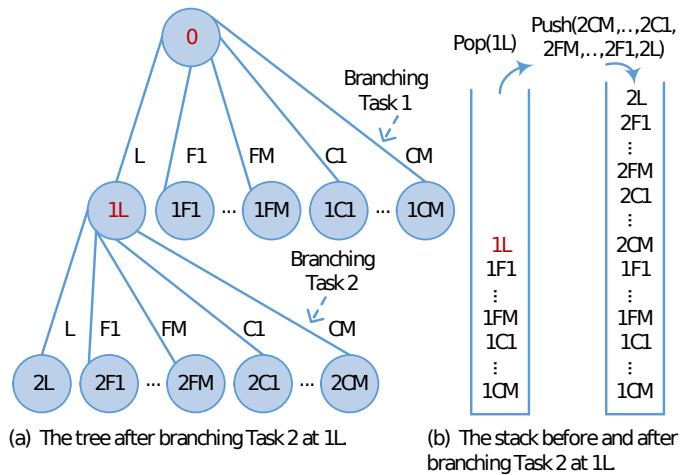 0
Branching
Task 1
L F1 FM C1 CM
1L 1F1 ... 1FM 1C1 ... 1CM
Branching
Task 2
L F1 FM C1 CM
2L 2F1 ... 2FM 2C1 ... 2CM
(a) The tree after branching Task 2 at 1L.
Pop(1L)
Push(2CM,..,2C1,
2FM,..,2F1,2L)
1L
1F1
...
1FM
1C1
...
1CM
2L
2F1
...
2FM
2C1
...
2CM
1F1
...
1FM
1C1
...
1CM
(b) The stack before and after
branching Task 2 at 1L.